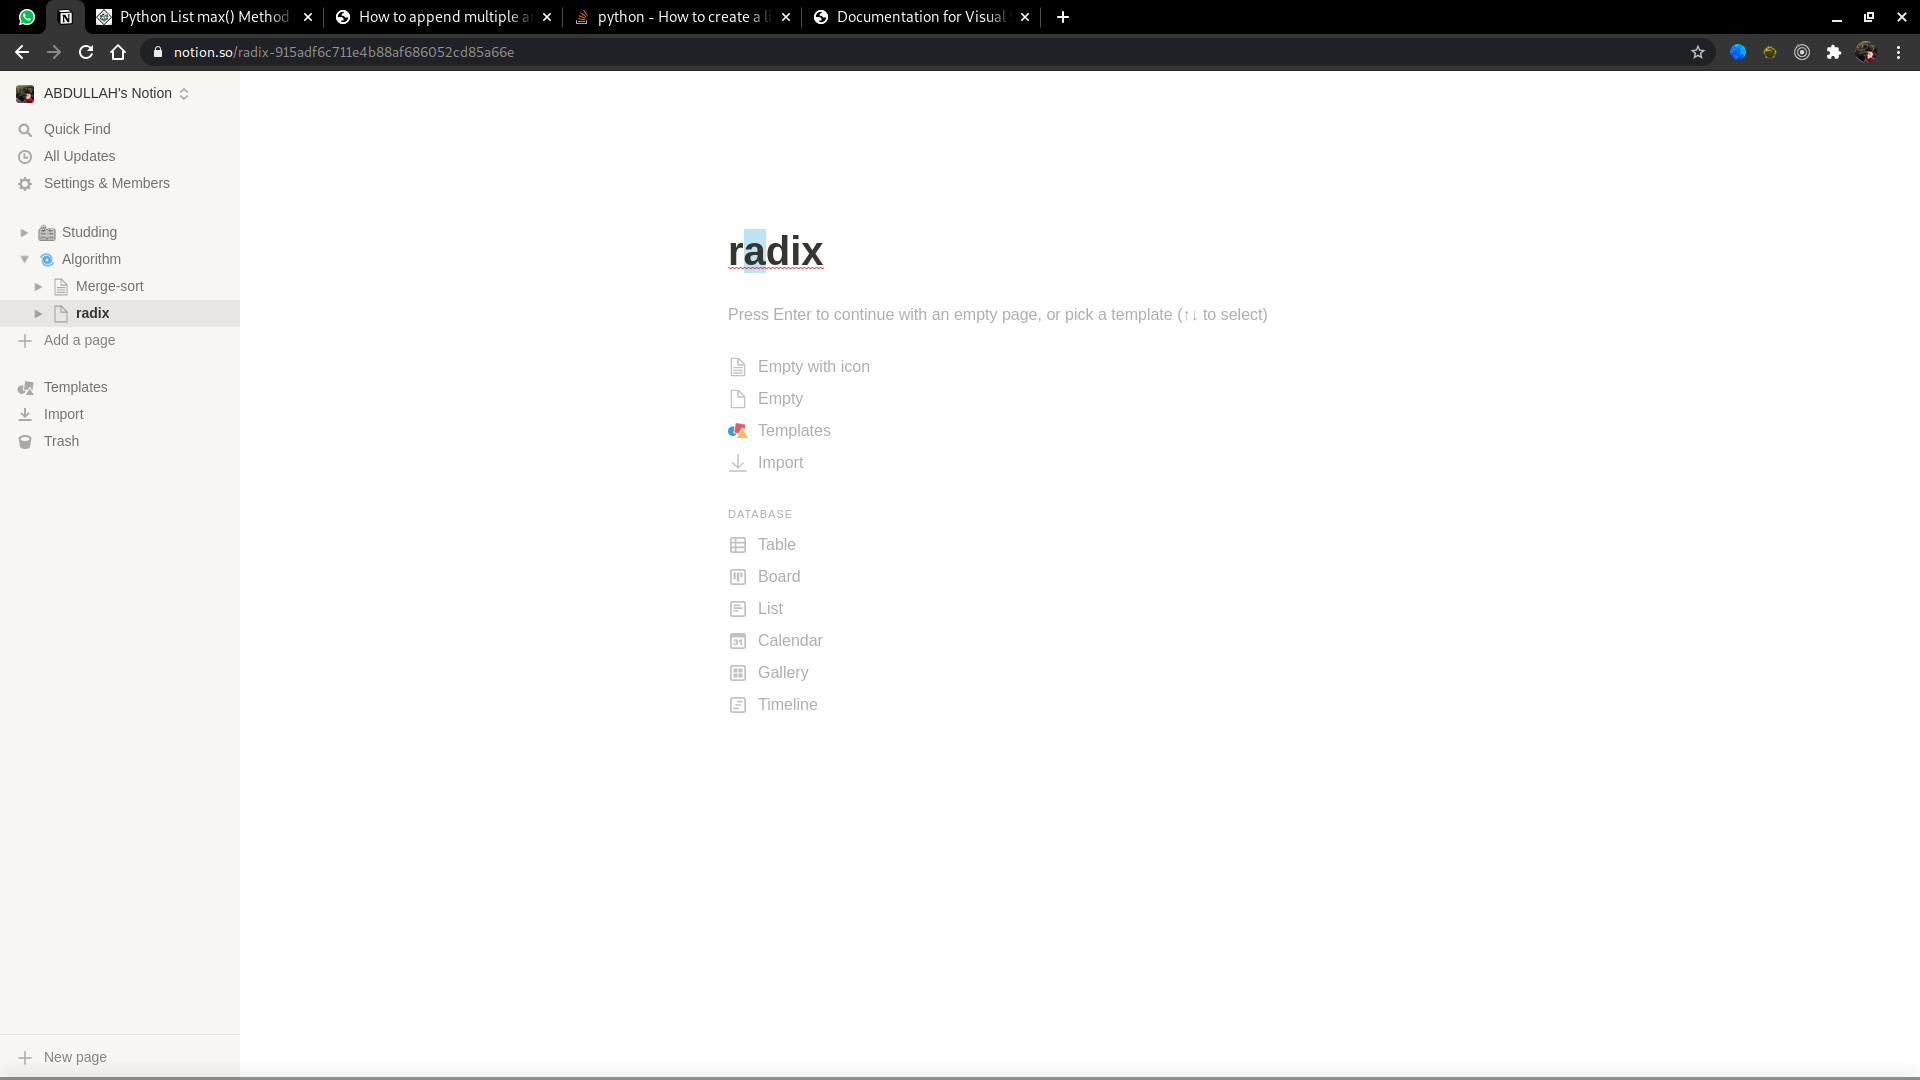 Python List max() Method
How to append multiple a
python - How to create a li
Documentation for Visual
notion.so/radix-915adf6c711e4b88af686052cd85a66e
ABDULLAH's Notion
Quick Find
All Updates
Settings & Members
Studding
Algorithm
Merge-sort
radix
Add a page
Templates
Import
Trash
New page
radix
Press Enter to continue with an empty page, or pick a template (↑↓ to select)
Empty with icon
Empty
Templates
Import
DATABASE
Table
Board
List
Calendar
Gallery
Timeline